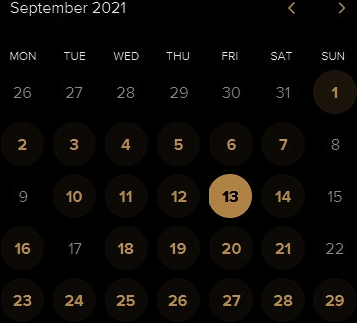 September 2021
MON TUE WED THU FRI SAT SUN
26 27 28 29 30 31 1
2 3 4 5 6 7 8
9 10 11 12 13 14 15
16 17 18 19 20 21 22
23 24 25 26 27 28 29